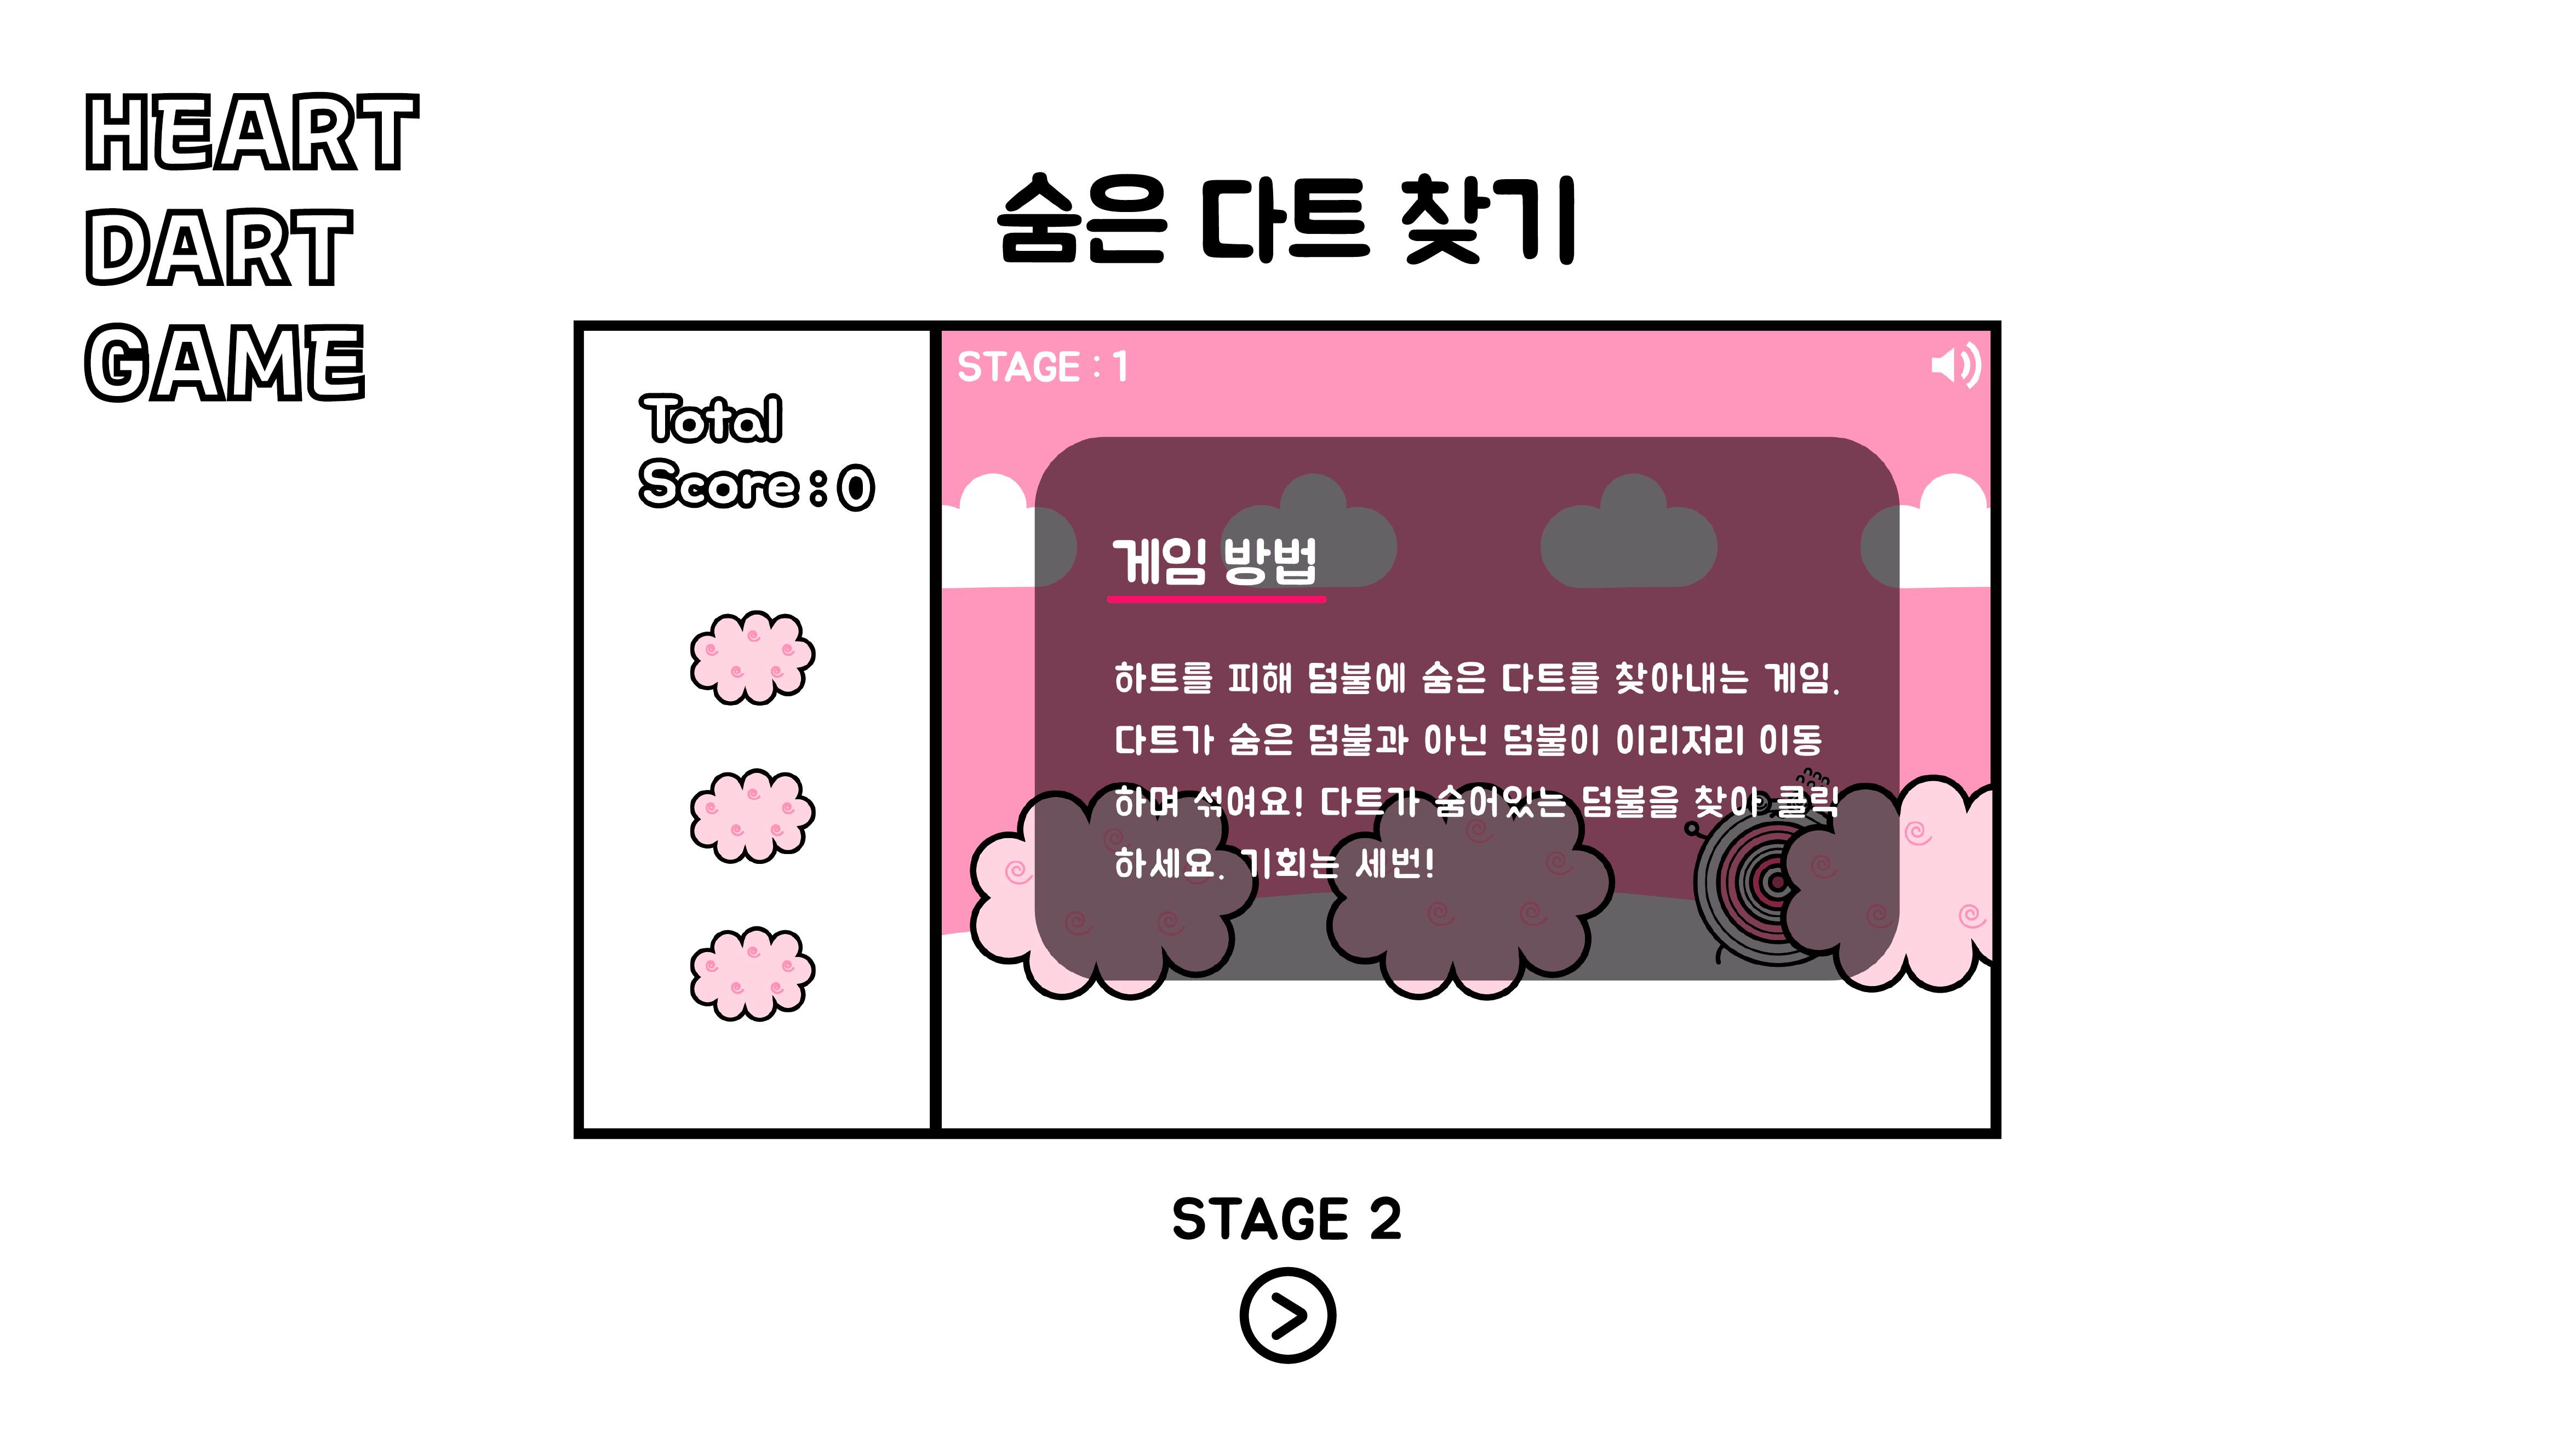 HEART
DART
GAME
숨은 다트 찾기
Total
Score : 0
STAGE : 1
게임 방법
하트를 피해 덤불에 숨은 다트를 찾아내는 게임.
다트가 숨은 덤불과 아닌 덤불이 이리저리 이동
하며 섞여요! 다트가 숨어있는 덤불을 찾아 클릭
하세요. 기회는 세번!
STAGE 2